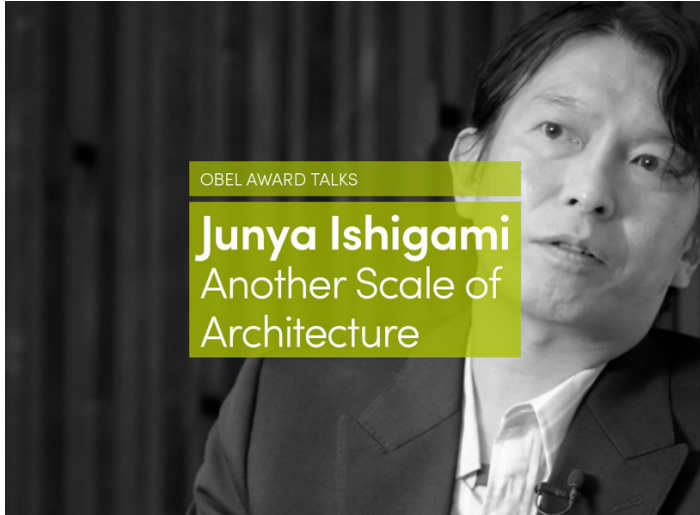 OBEL AWARD TALKS
Junya Ishigami
Another Scale of
Architecture